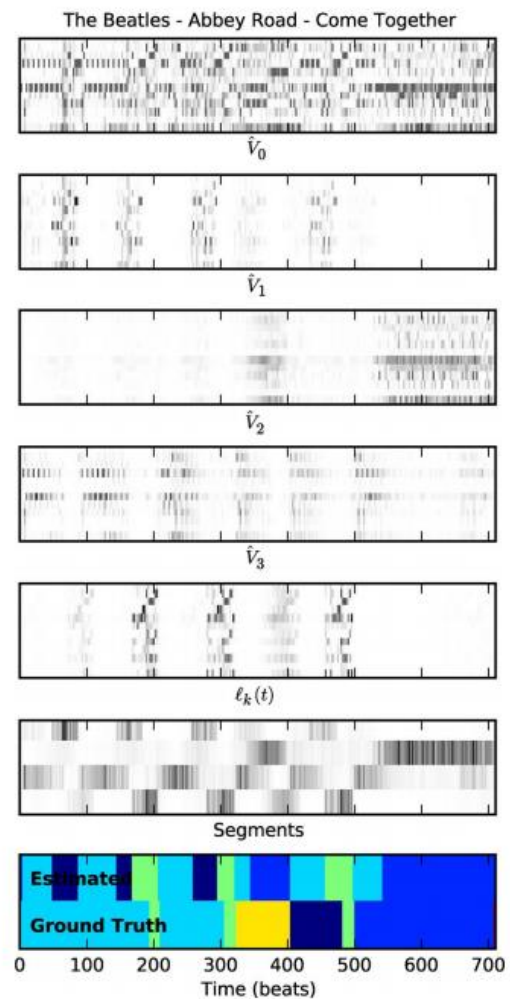 The Beatles - Abbey Road - Come Together
V̂₀
V̂₁
V̂₂
V̂₃
ℓₖ(t)
Segments
Estimated
Ground Truth
0 100 200 300 400 500 600 700
Time (beats)